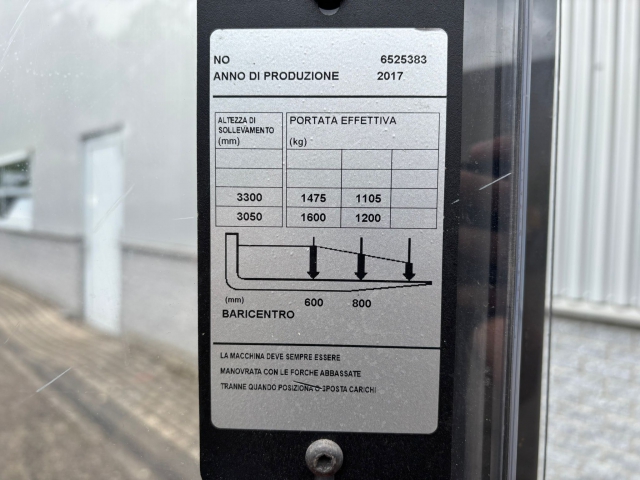 NO 6525383
ANNO DI PRODUZIONE 2017
ALTEZZA DI SOLLEVAMENTO (mm)
PORTATA EFFETTIVA (kg)
3300 1475 1105
3050 1600 1200
(mm) 600 800
BARICENTRO
LA MACCHINA DEVE SEMPRE ESSERE
MANOVRATA CON LE FORCHE ABBASSATE
TRANNE QUANDO POSIZIONA O SPOSTA CARICHI